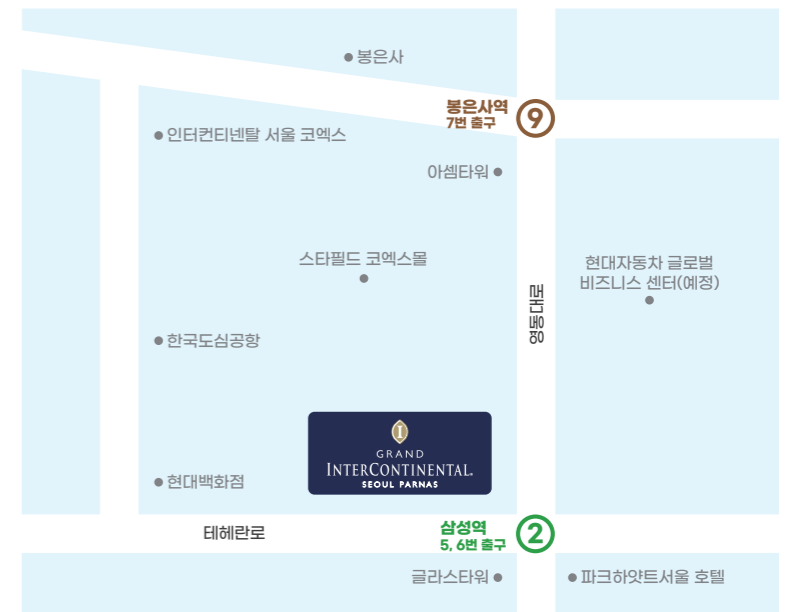 봉은사
봉은사역
7번 출구
9
인터컨티넨탈 서울 코엑스
아셈타워
스타필드 코엑스몰
현대자동차 글로벌
비즈니스 센터(예정)
영동대로
한국도심공항
I
GRAND
INTERCONTINENTAL.
SEOUL PARNAS
현대백화점
테헤란로
삼성역
5, 6번 출구
2
글라스타워
파크하얏트서울 호텔